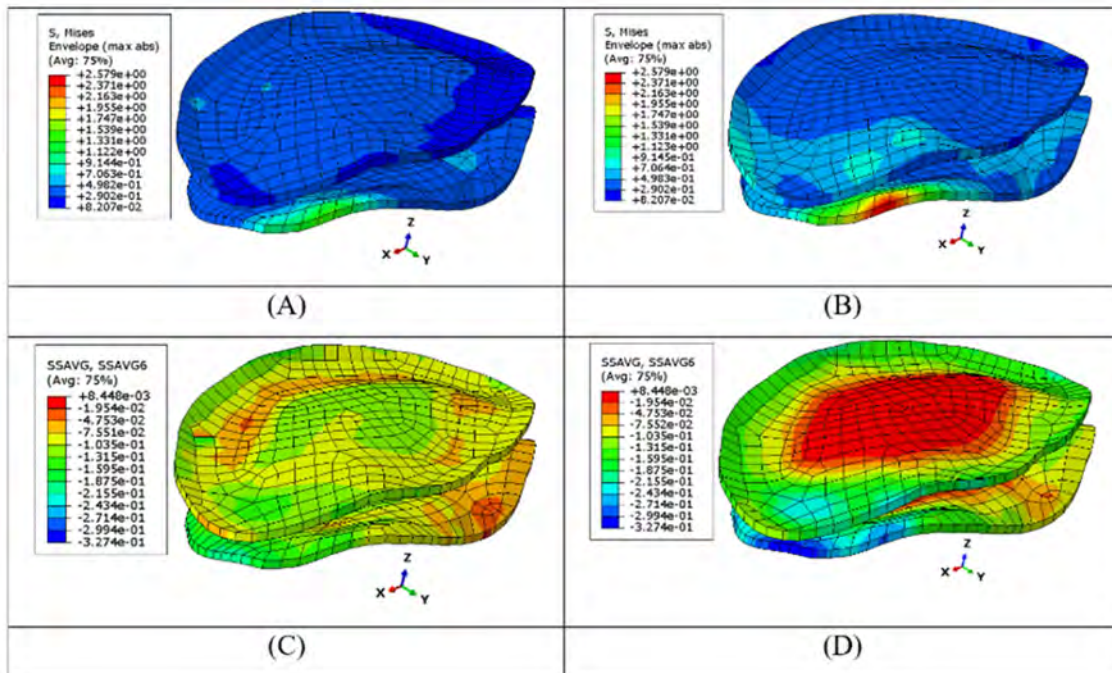 S, Mises
Envelope (max abs)
(Avg: 75%)
+2.579e+00
+2.371e+00
+2.163e+00
+1.955e+00
+1.747e+00
+1.539e+00
+1.331e+00
+1.122e+00
+9.144e-01
+7.063e-01
+4.982e-01
+2.902e-01
+8.207e-02
Z
X
Y
S, Mises
Envelope (max abs)
(Avg: 75%)
+2.579e+00
+2.371e+00
+2.163e+00
+1.955e+00
+1.747e+00
+1.539e+00
+1.331e+00
+1.123e+00
+9.145e-01
+7.064e-01
+4.983e-01
+2.902e-01
+8.207e-02
Z
X
Y
(A)
(B)
SSAVG, SSAVG6
(Avg: 75%)
+8.448e-03
-1.954e-02
-4.753e-02
-7.551e-02
-1.035e-01
-1.315e-01
-1.595e-01
-1.875e-01
-2.155e-01
-2.434e-01
-2.714e-01
-2.994e-01
-3.274e-01
Z
X
Y
SSAVG, SSAVG6
(Avg: 75%)
+8.448e-03
-1.954e-02
-4.753e-02
-7.552e-02
-1.035e-01
-1.315e-01
-1.595e-01
-1.875e-01
-2.155e-01
-2.434e-01
-2.714e-01
-2.994e-01
-3.274e-01
Z
X
Y
(C)
(D)